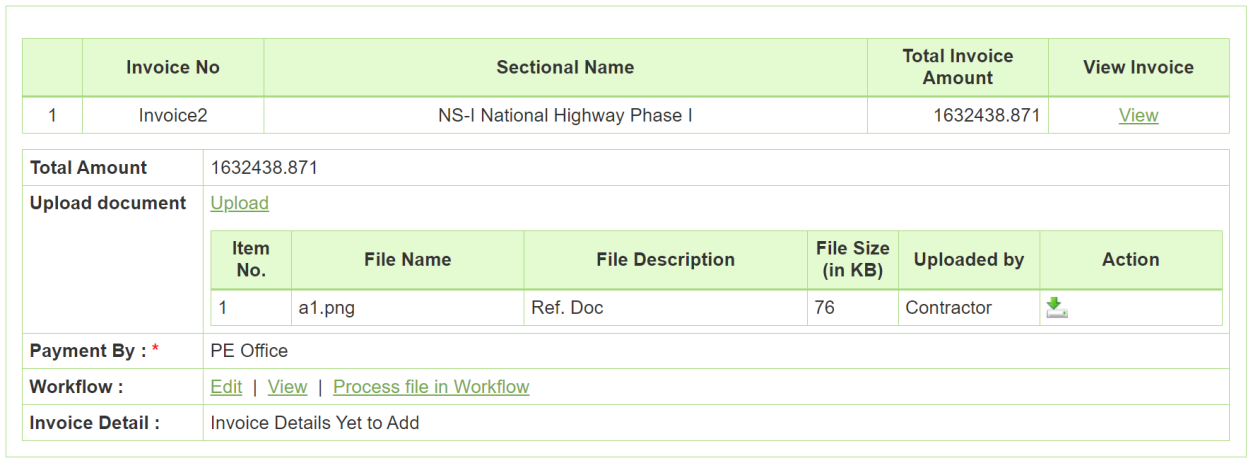 Invoice No Sectional Name Total Invoice Amount View Invoice
1 Invoice2 NS-I National Highway Phase I 1632438.871 View
Total Amount 1632438.871
Upload document Upload
Item No. File Name File Description File Size (in KB) Uploaded by Action
1 a1.png Ref. Doc 76 Contractor
Payment By : * PE Office
Workflow : Edit | View | Process file in Workflow
Invoice Detail : Invoice Details Yet to Add